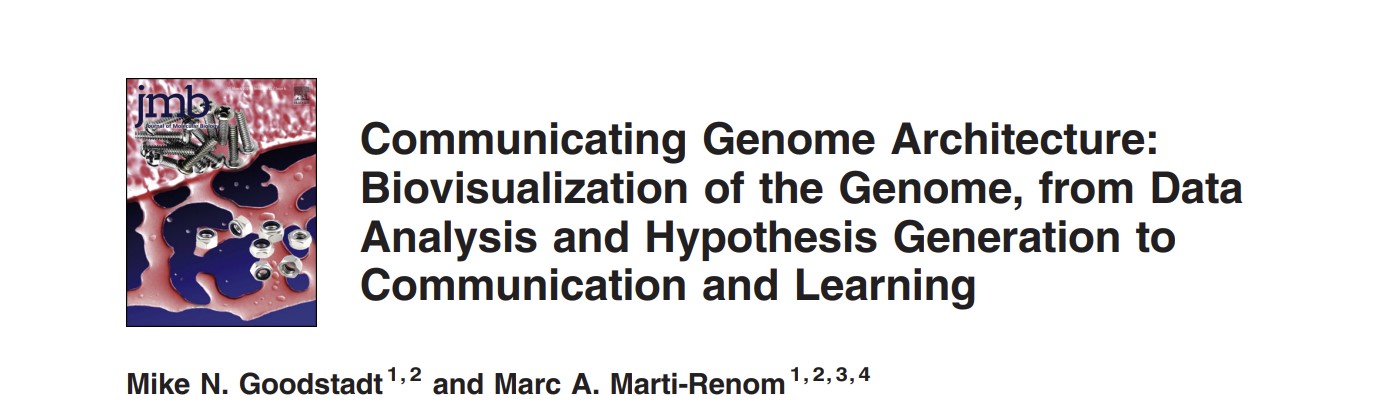 jmb
Journal of Molecular Biology
Communicating Genome Architecture:
Biovisualization of the Genome, from Data
Analysis and Hypothesis Generation to
Communication and Learning
Mike N. Goodstadt 1,2 and Marc A. Marti-Renom 1,2,3,4